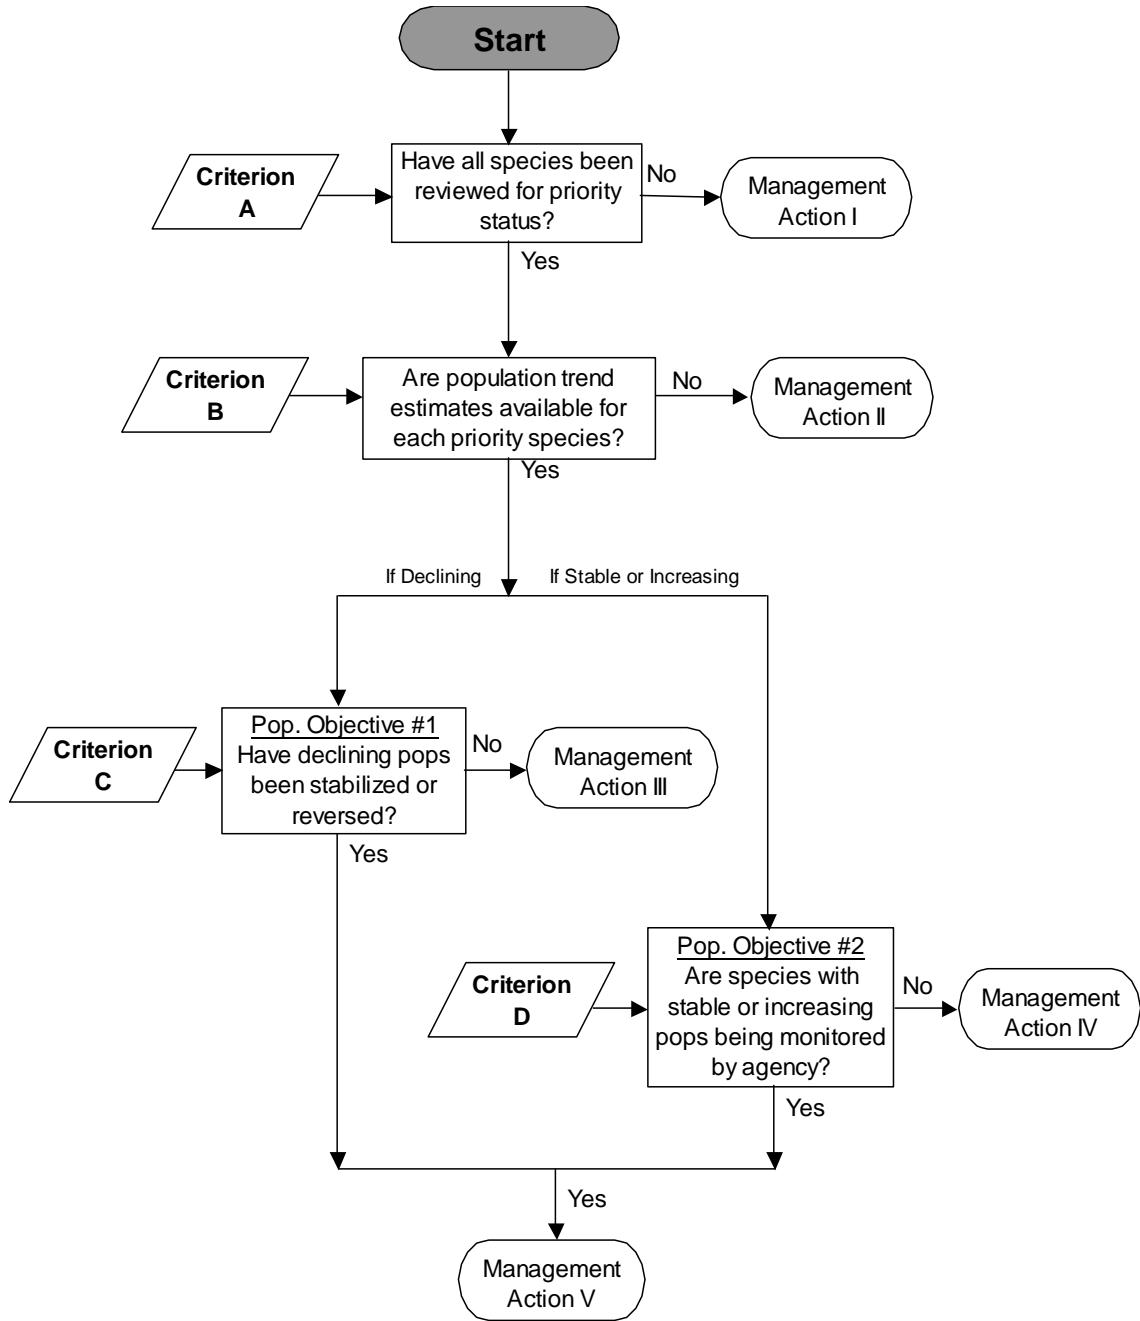 Start
Criterion
A
Have all species been
reviewed for priority
status?
No
Management
Action I
Yes
Criterion
B
Are population trend
estimates available for
each priority species?
No
Management
Action II
Yes
If Declining
If Stable or Increasing
Criterion
C
Pop. Objective #1
Have declining pops
been stabilized or
reversed?
No
Management
Action III
Yes
Criterion
D
Pop. Objective #2
Are species with
stable or increasing
pops being monitored
by agency?
No
Management
Action IV
Yes
Yes
Management
Action V